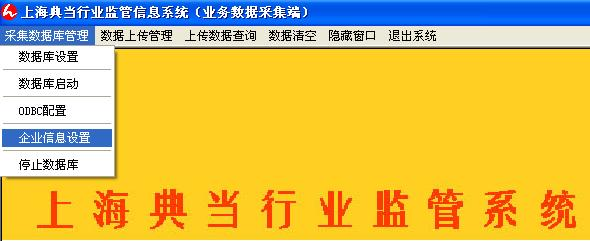 上海典当行业监管信息系统（业务数据采集端）
采集数据库管理 数据上传管理 上传数据查询 数据清空 隐藏窗口 退出系统
数据库设置
数据库启动
ODBC配置
企业信息设置
停止数据库
上海典当行业监管系统